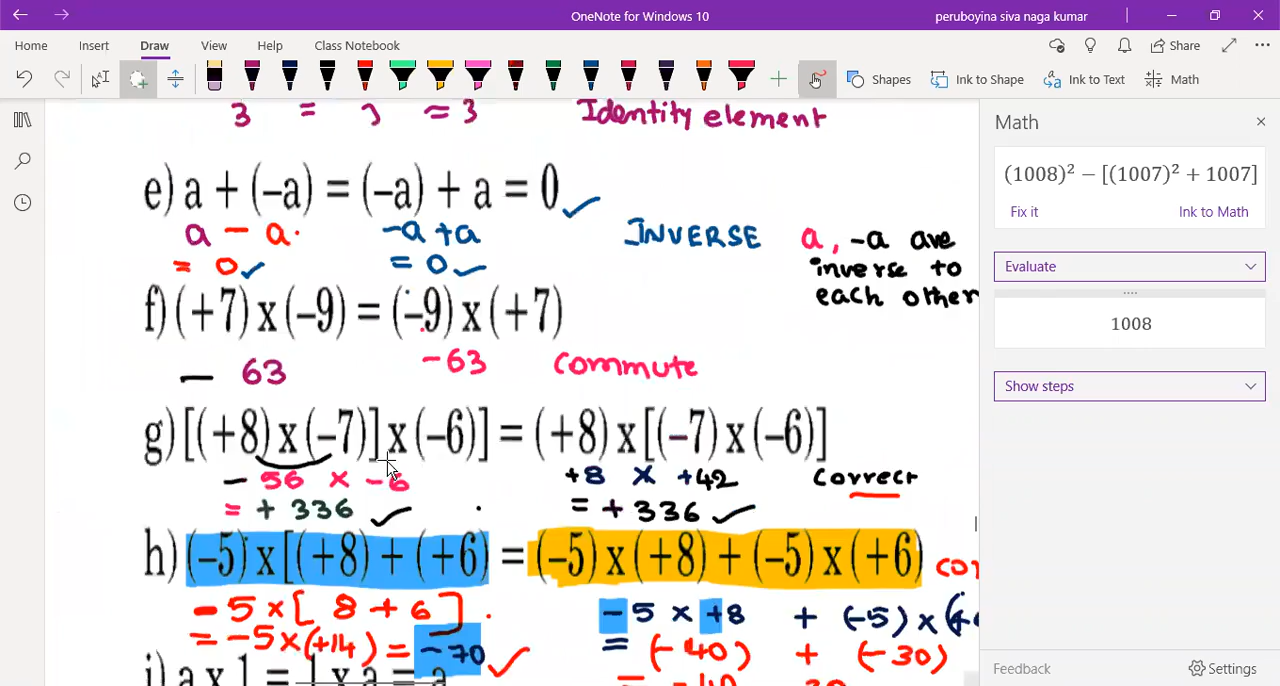 OneNote for Windows 10
peruboyina siva naga kumar
Home Insert Draw View Help Class Notebook
Share
Shapes Ink to Shape Ink to Text Math
3 = 3 = 3 Identity element
e) a + (–a) = (–a) + a = 0
a - a. -a +a INVERSE a, -a are
= 0 = 0 inverse to
each other
f) (+7) x (–9) = (–9) x (+7)
- 63 -63 commute
g) [(+8) x (–7)] x (–6)] = (+8) x [(–7) x (–6)]
- 56 x -6 +8 x +42 correct
= + 336 = + 336
h) (–5) x [(+8) + (+6) = (–5) x (+8) + (–5) x (+6)
- 5 x [ 8 + 6 ] - 5 x +8 + (-5) x
= -5 x (+14) = -70 = (-40) + (-30)
i) a x 1 = 1 x a = a
Math
(1008)² − [(1007)² + 1007]
Fix it Ink to Math
Evaluate
1008
Show steps
Feedback Settings